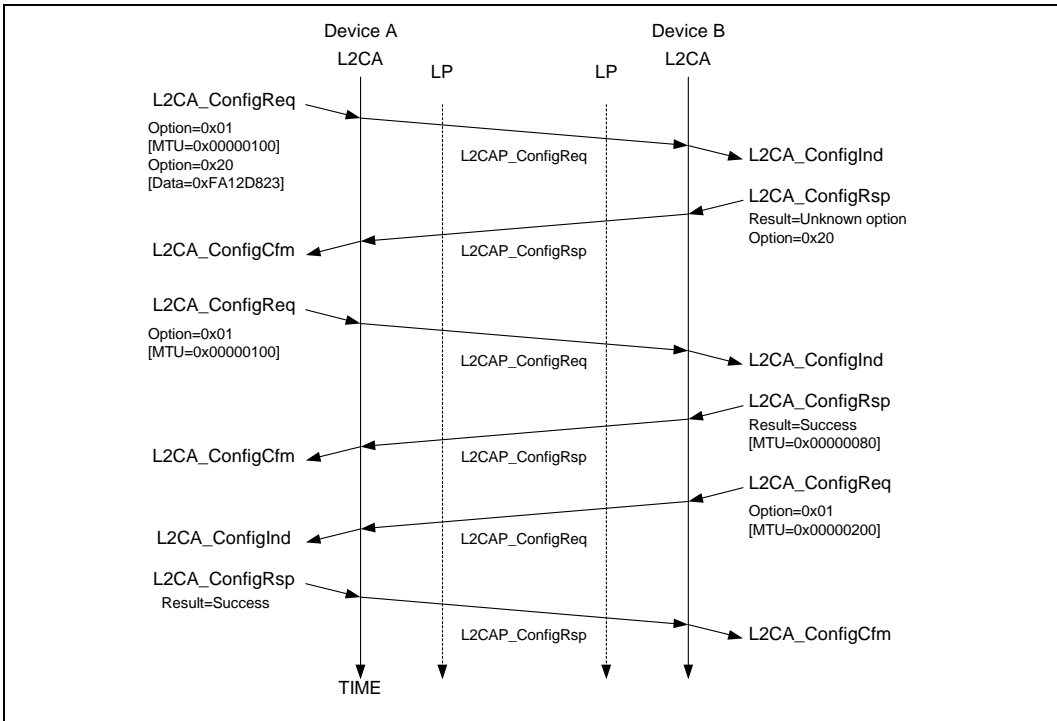 Device A
Device B
L2CA
LP
LP
L2CA
L2CA_ConfigReq
Option=0x01
[MTU=0x00000100]
Option=0x20
[Data=0xFA12D823]
L2CAP_ConfigReq
L2CA_ConfigInd
L2CA_ConfigRsp
Result=Unknown option
Option=0x20
L2CA_ConfigCfm
L2CAP_ConfigRsp
L2CA_ConfigReq
Option=0x01
[MTU=0x00000100]
L2CAP_ConfigReq
L2CA_ConfigInd
L2CA_ConfigRsp
Result=Success
[MTU=0x00000080]
L2CA_ConfigCfm
L2CAP_ConfigRsp
L2CA_ConfigReq
Option=0x01
[MTU=0x00000200]
L2CA_ConfigInd
L2CAP_ConfigReq
L2CA_ConfigRsp
Result=Success
L2CAP_ConfigRsp
L2CA_ConfigCfm
TIME